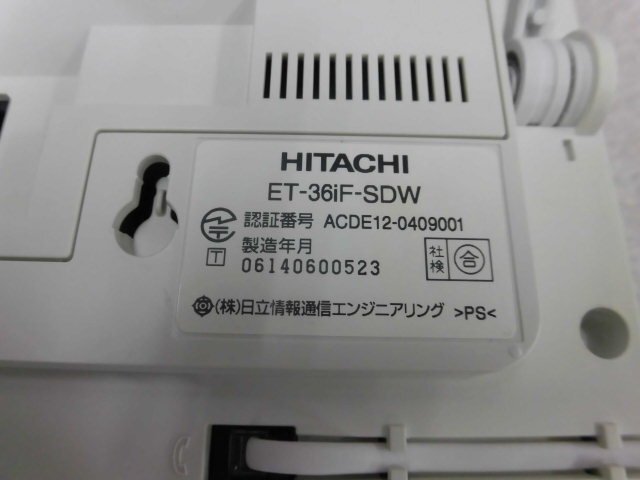 HITACHI
ET-36iF-SDW
認証番号 ACDE12-0409001
T 製造年月
06140600523
社検 合
(株)日立情報通信エンジニアリング >PS<